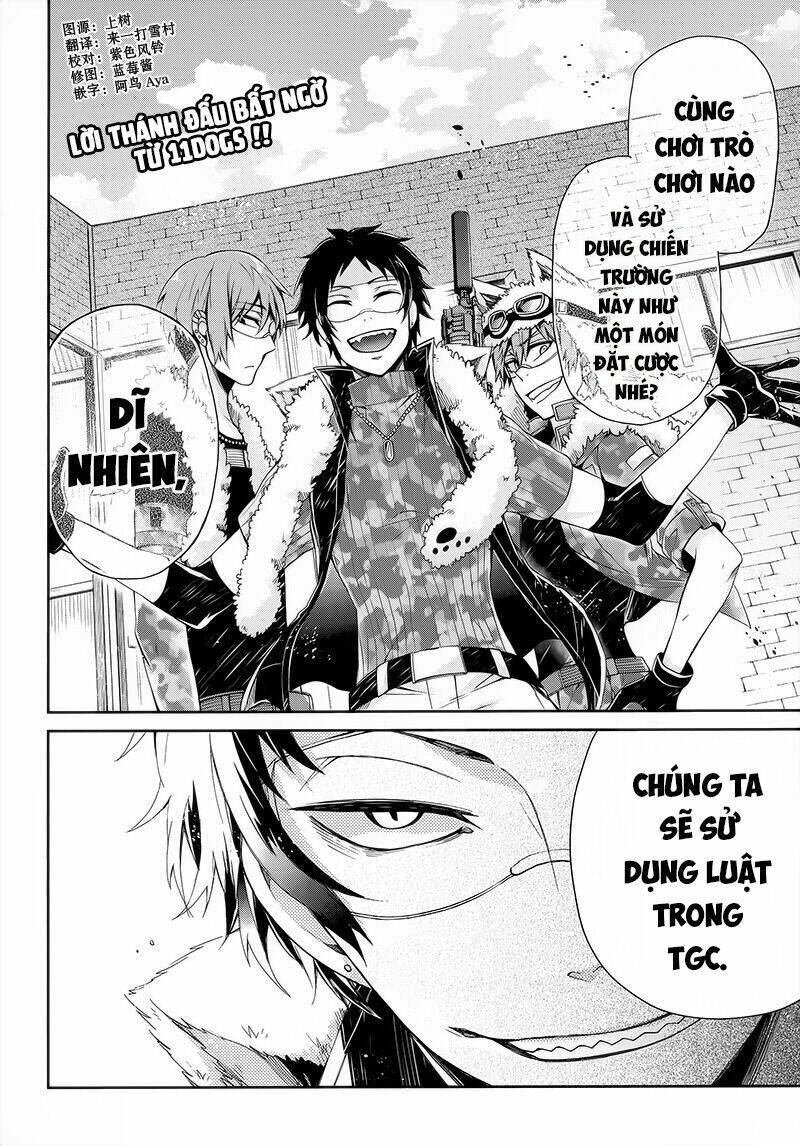 图源：上树
翻译：来一打雪村
校对：紫色风铃
修图：蓝莓酱
嵌字：阿鸟 Aya
LỜI THÁNH ĐẤU BẤT NGỜ
TỪ 11DOGS !!
CÙNG
CHƠI TRÒ
CHƠI NÀO
VÀ SỬ
DỤNG CHIẾN
TRƯỜNG
NÀY NHƯ
MỘT MÓN
ĐẶT CƯỢC
NHÉ?
DĨ
NHIÊN,
CHÚNG TA
SẼ SỬ
DỤNG LUẬT
TRONG
TGC.